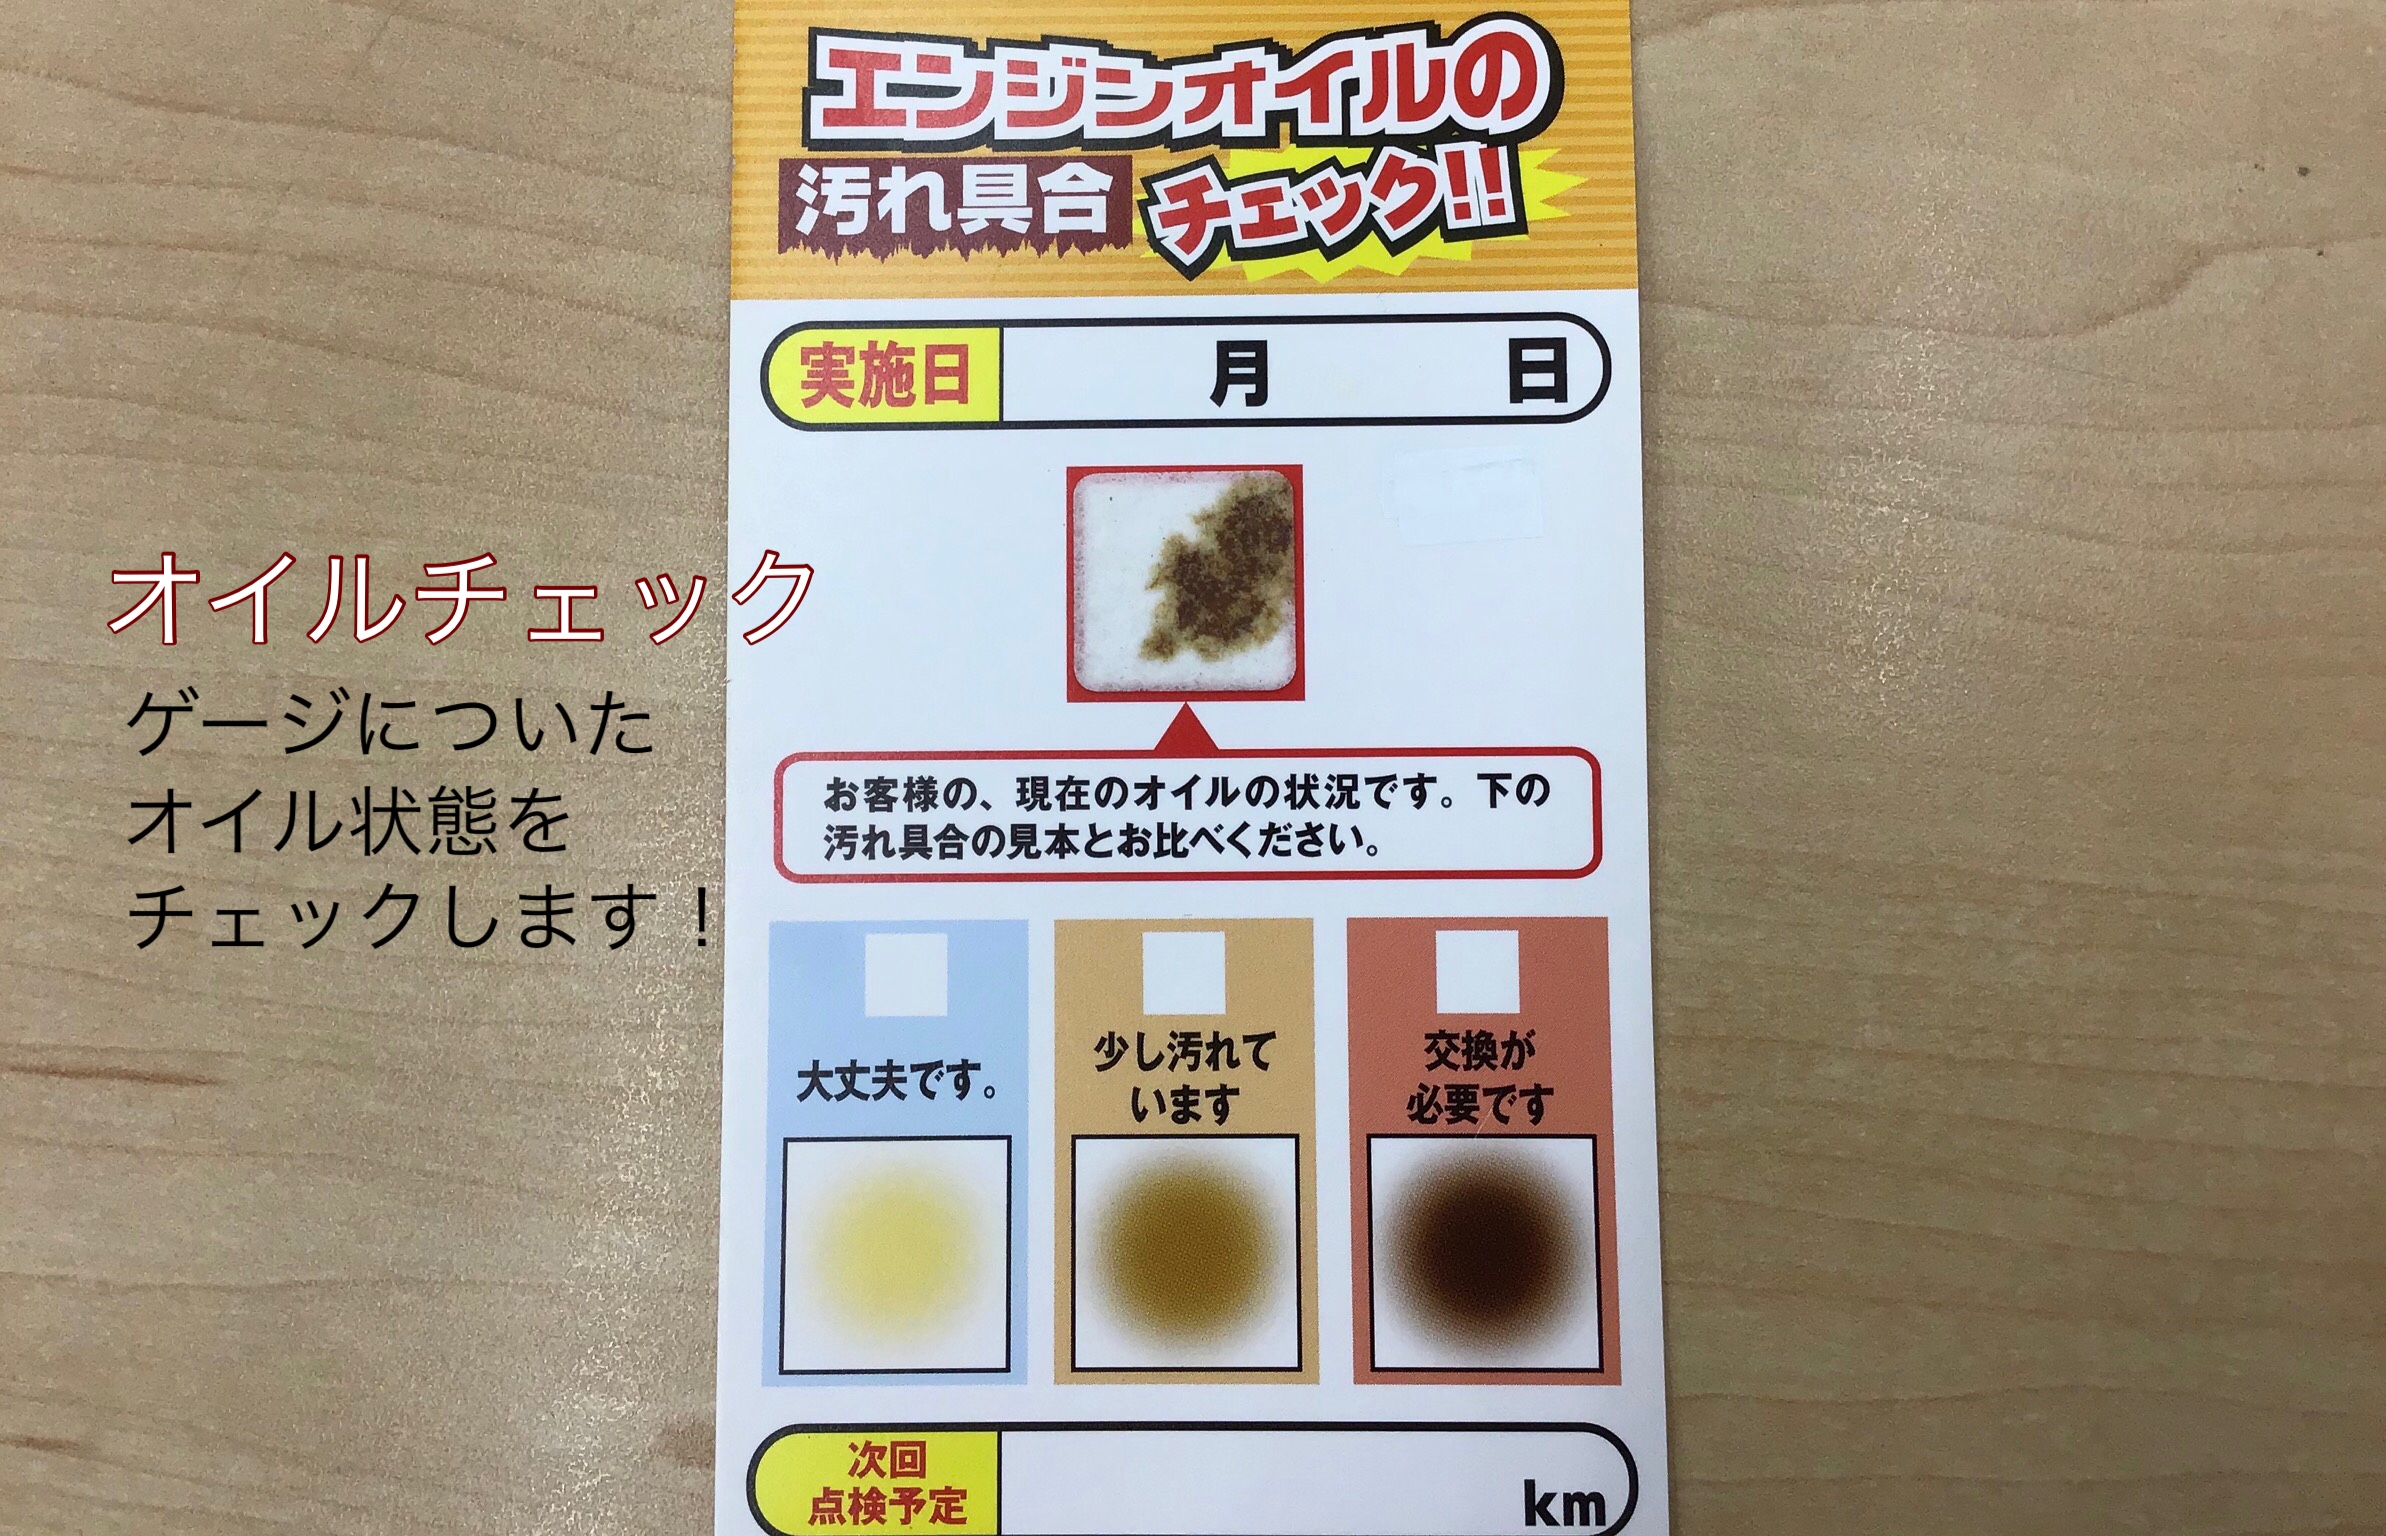 エンジンオイルの
汚れ具合 チェック!!
実施日 月 日
オイルチェック
ゲージについた
オイル状態を
チェックします！
お客様の、現在のオイルの状況です。下の
汚れ具合の見本とお比べください。
大丈夫です。
少し汚れて
います
交換が
必要です
次回
点検予定
km